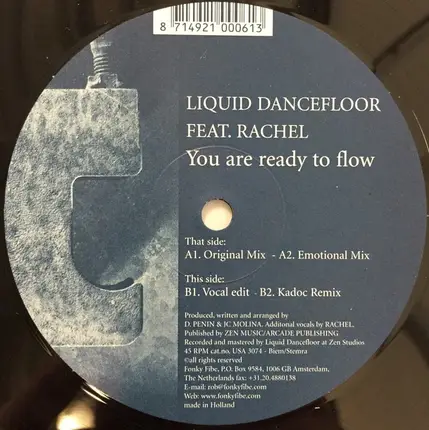 8 714921 000613
LIQUID DANCEFLOOR
FEAT. RACHEL
You are ready to flow
That side:
A1. Original Mix - A2. Emotional Mix
This side:
B1. Vocal edit - B2. Kadoc Remix
Produced, written and arranged by
D. PENIN & JC MOLINA. Additonal vocals by RACHEL.
Published by ZEN MUSIC/ARCADE PUBLISHING
Recorded and mastered by Liquid Dancefloor at Zen Studios
45 RPM cat.no. USA 3074 - Biem/Stemra
©all rights reserved
Fonky Fibe, P.O. Box 9584, 1006 GB Amsterdam,
The Netherlands fax: +31.20.4880138
E-mail: rob@fonkyfibe.com
Web: www.fonkyfibe.com
made in Holland